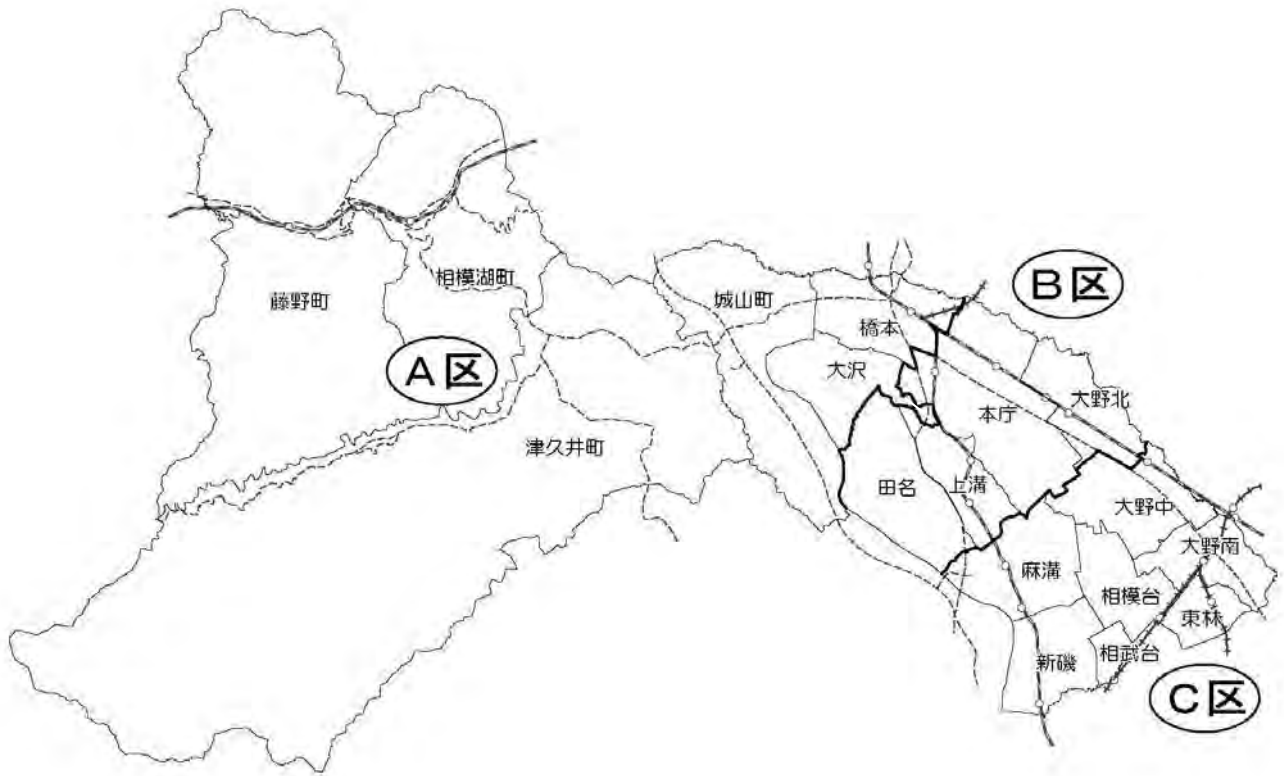 B区
相模湖町
城山町
藤野町
橋本
A区
大沢
大野北
本庁
津久井町
田名
上溝
大野中
大野南
麻溝
相模台
東林
相武台
新磯
C区